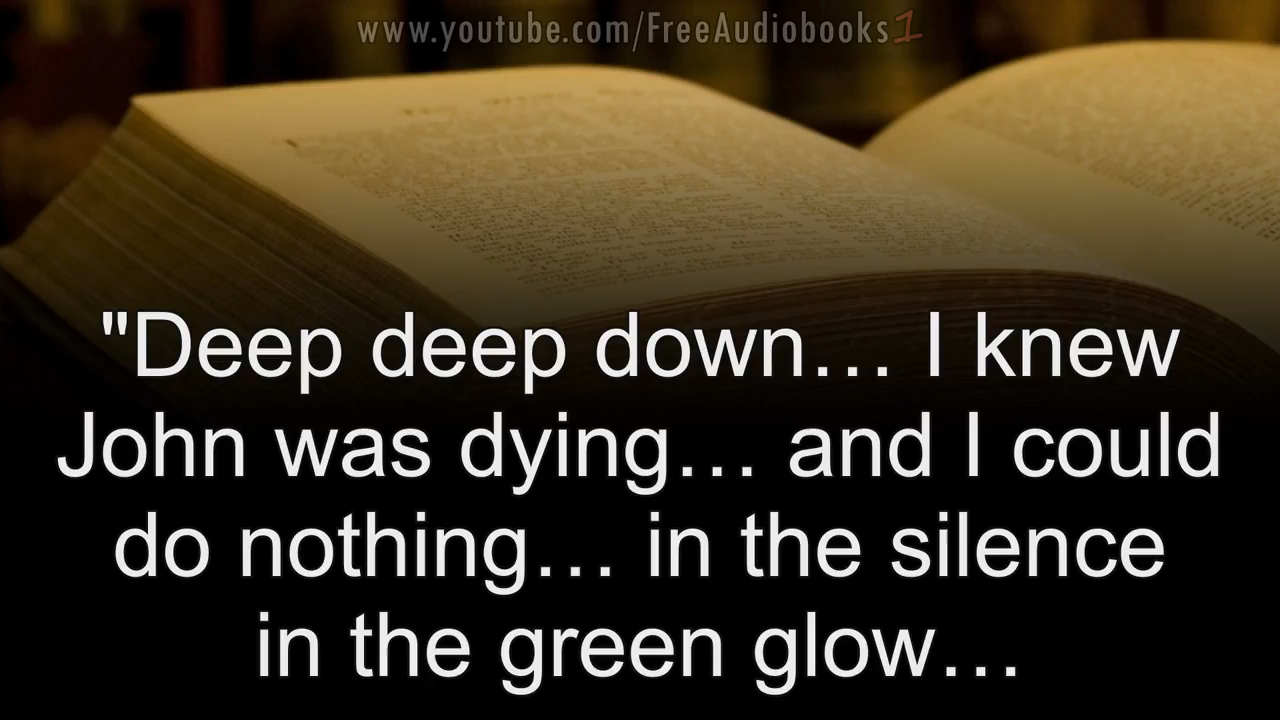 www.youtube.com/FreeAudiobooks1
"Deep deep down… I knew
John was dying… and I could
do nothing… in the silence
in the green glow…